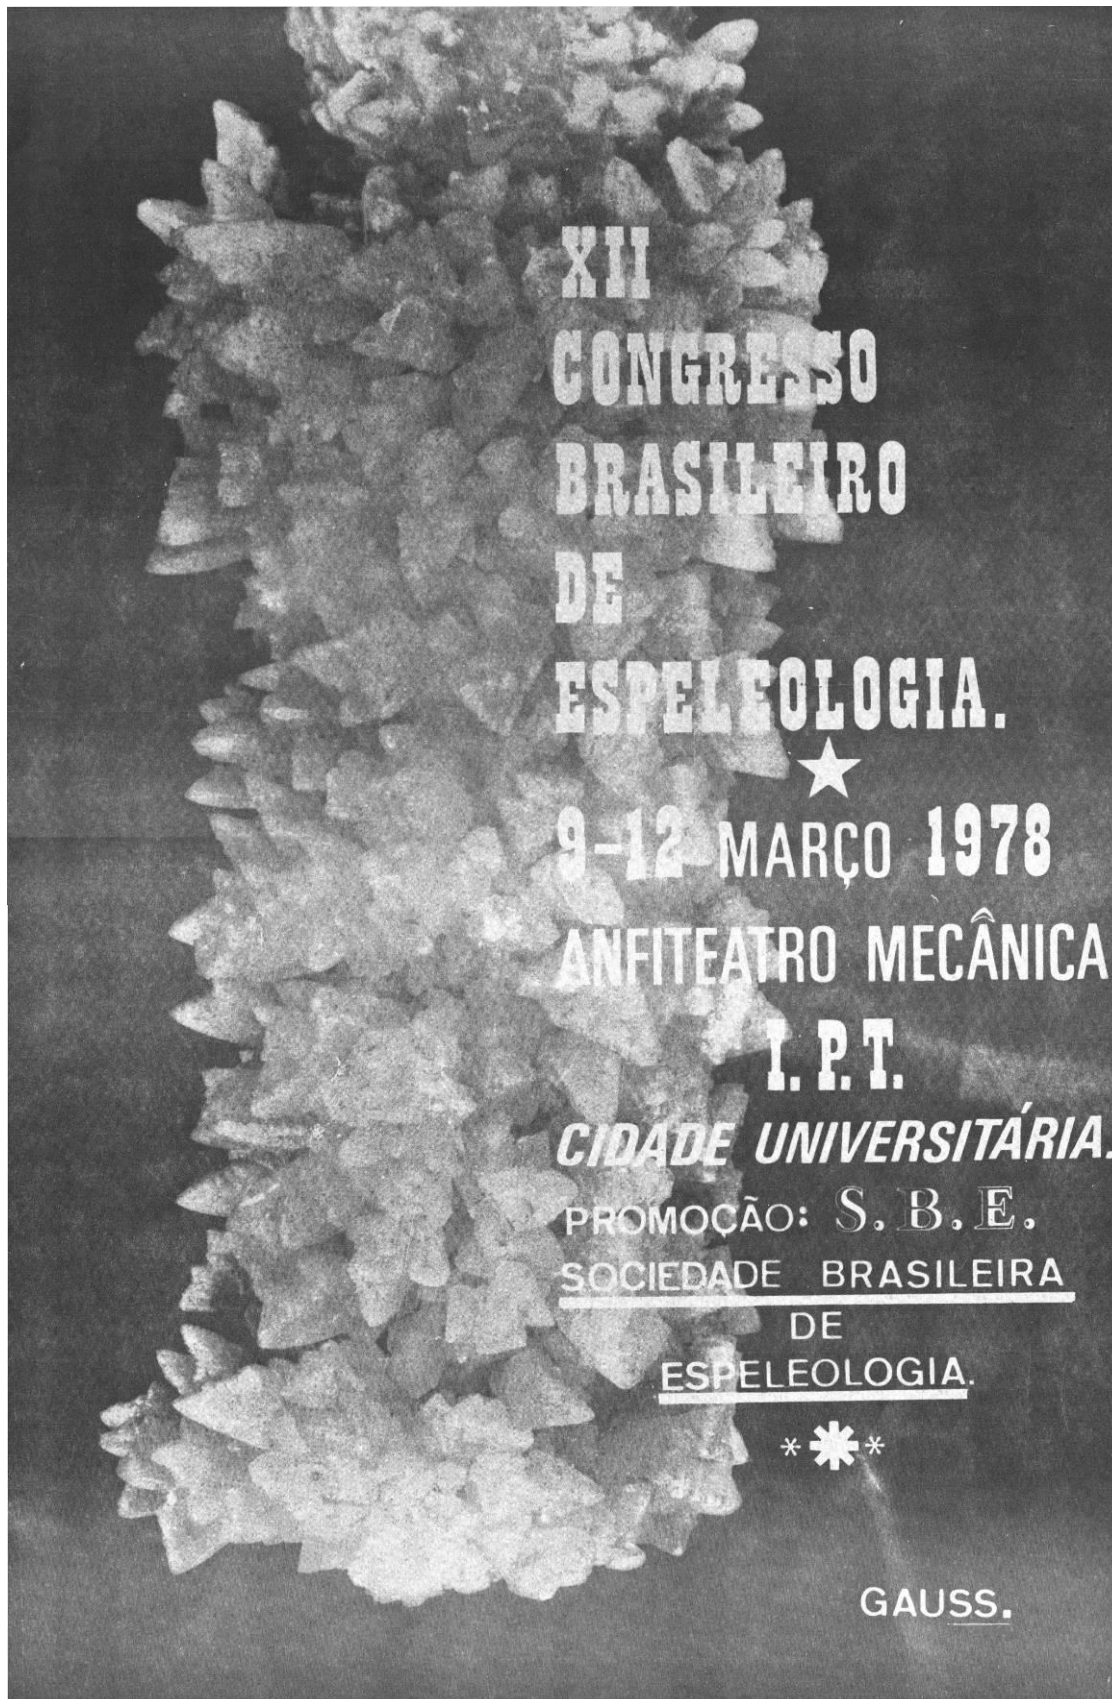 XII
CONGRESSO
BRASILEIRO
DE
ESPELEOLOGIA.
9-12 MARÇO 1978
ANFITEATRO MECÂNICA
I. P. T.
CIDADE UNIVERSITÁRIA.
PROMOÇÃO: S. B. E.
SOCIEDADE BRASILEIRA
DE
ESPELEOLOGIA.
GAUSS.